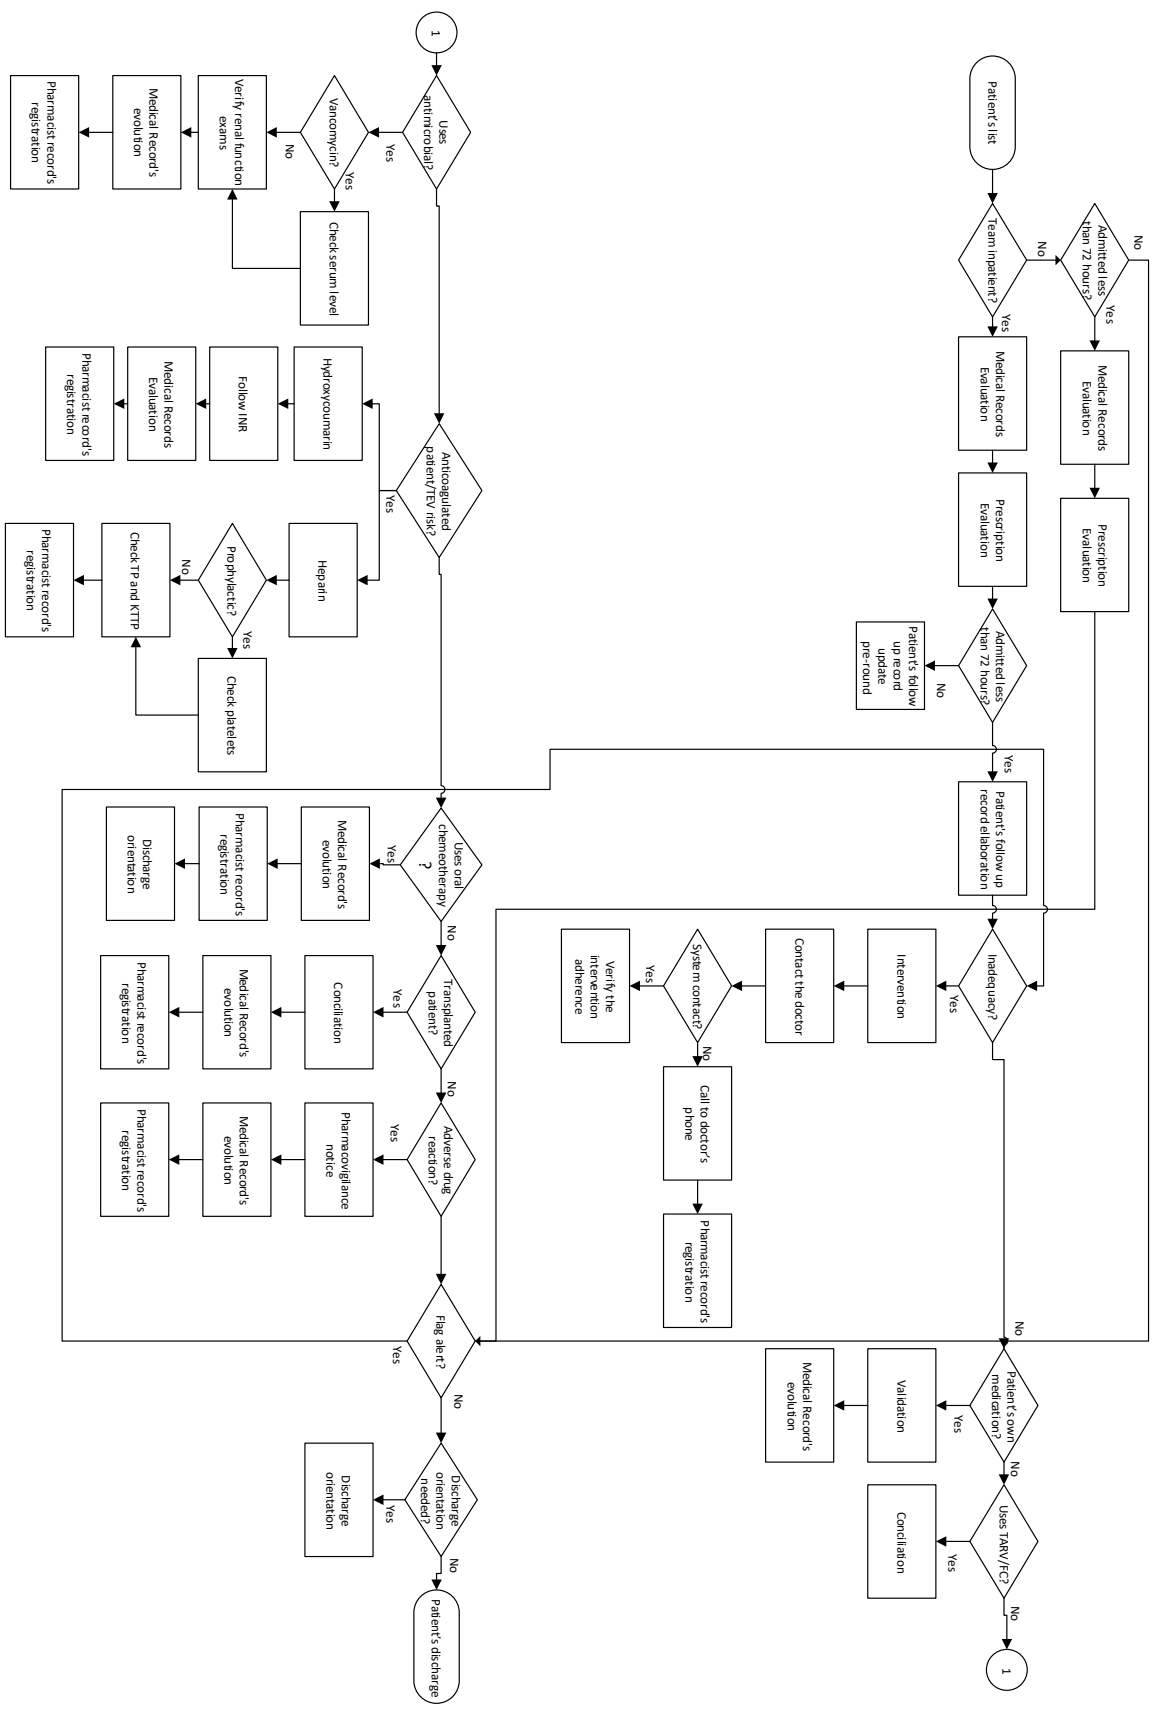 Patient's list
Team inpatient?
No
Admitted less
than 72 hours?
No
Yes
Medical Records
Evaluation
Prescription
Evaluation
Yes
Medical Records
Evaluation
Prescription
Evaluation
Admitted less
than 72 hours?
No
Patient's follow
up record
update
pre-round
Yes
Patient's follow up
record ellaboration
Inadequacy?
Yes
Intervention
Contact the doctor
System contact?
Yes
Verify the
intervention
adherence
No
Call to doctor's
phone
Pharmacist record's
registration
No
Patient's own
medication?
Yes
Validation
Medical Record's
evolution
No
Uses TARV/FC?
Yes
Conciliation
No
1
1
Uses
antimicrobial?
Yes
Vancomycin?
Yes
Check serum level
No
Verify renal function
exams
Medical Record's
evolution
Pharmacist record's
registration
Anticoagulated
patient/TEV risk?
Yes
Hydroxycoumarin
Follow INR
Medical Records
Evaluation
Pharmacist record's
registration
Heparin
Prophylactic?
Yes
Check platelets
No
Check TP and KTTP
Pharmacist record's
registration
Uses oral
chemeotherapy
?
Yes
Medical Record's
evolution
Pharmacist record's
registration
Discharge
orientation
No
Transplanted
patient?
Yes
Conciliation
Medical Record's
evolution
Pharmacist record's
registration
No
Adverse drug
reaction?
Yes
Pharmacovigilance
notice
Medical Record's
evolution
Pharmacist record's
registration
Flag alert?
Yes
No
Discharge
orientation
needed?
Yes
Discharge
orientation
No
Patient's discharge